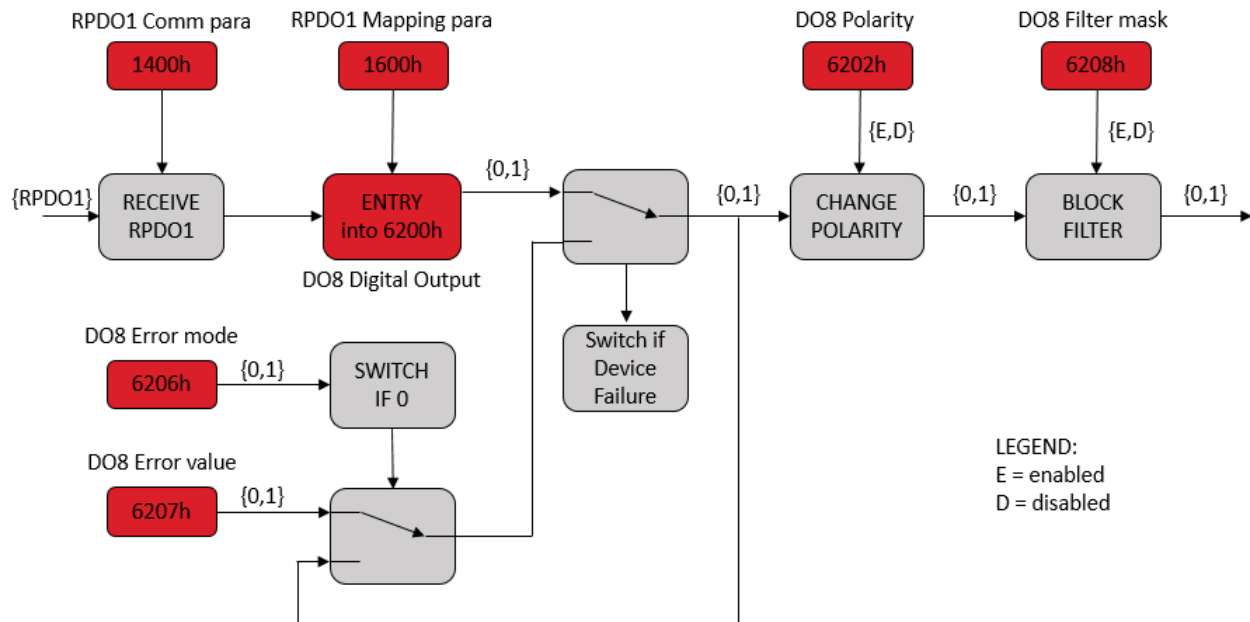 RPDO1 Comm para
RPDO1 Mapping para
DO8 Polarity
DO8 Filter mask
1400h
1600h
6202h
6208h
{E,D}
{E,D}
{RPDO1}
RECEIVE
RPDO1
ENTRY
into 6200h
{0,1}
{0,1}
CHANGE
POLARITY
{0,1}
BLOCK
FILTER
{0,1}
DO8 Digital Output
DO8 Error mode
6206h
{0,1}
SWITCH
IF 0
Switch if
Device
Failure
DO8 Error value
6207h
{0,1}
LEGEND:
E = enabled
D = disabled